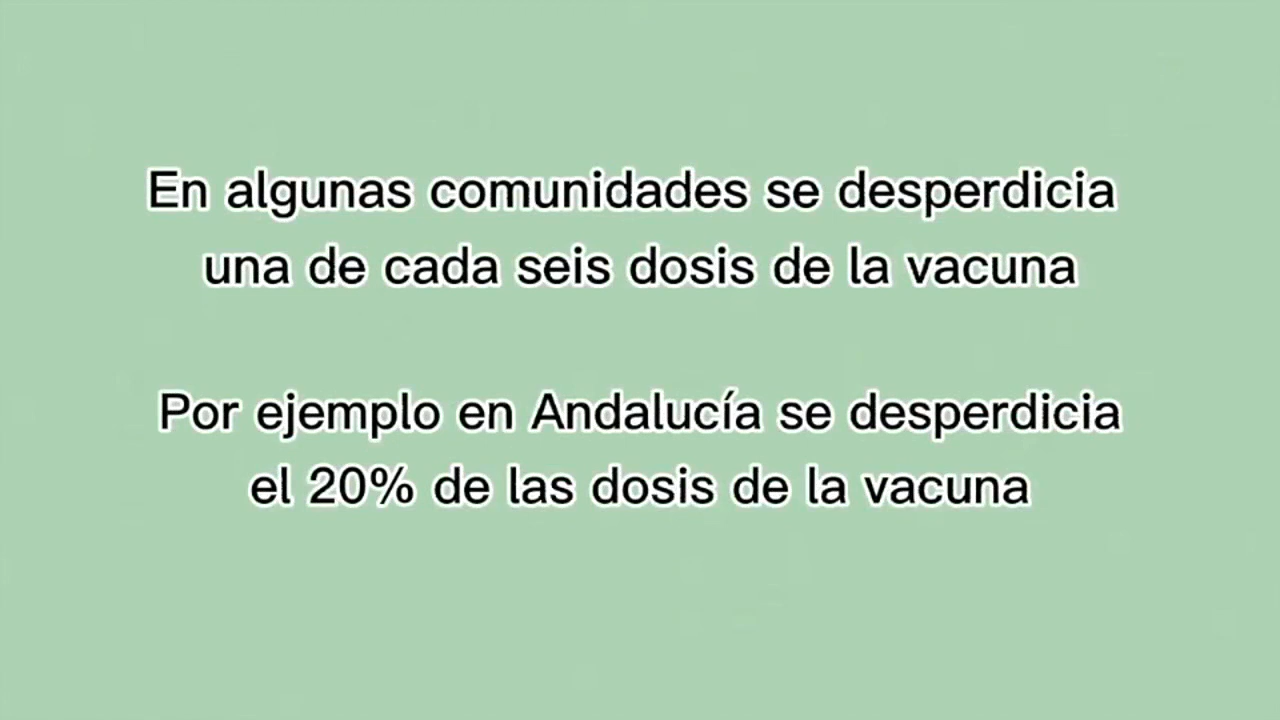 En algunas comunidades se desperdicia
una de cada seis dosis de la vacuna
Por ejemplo en Andalucía se desperdicia
el 20% de las dosis de la vacuna